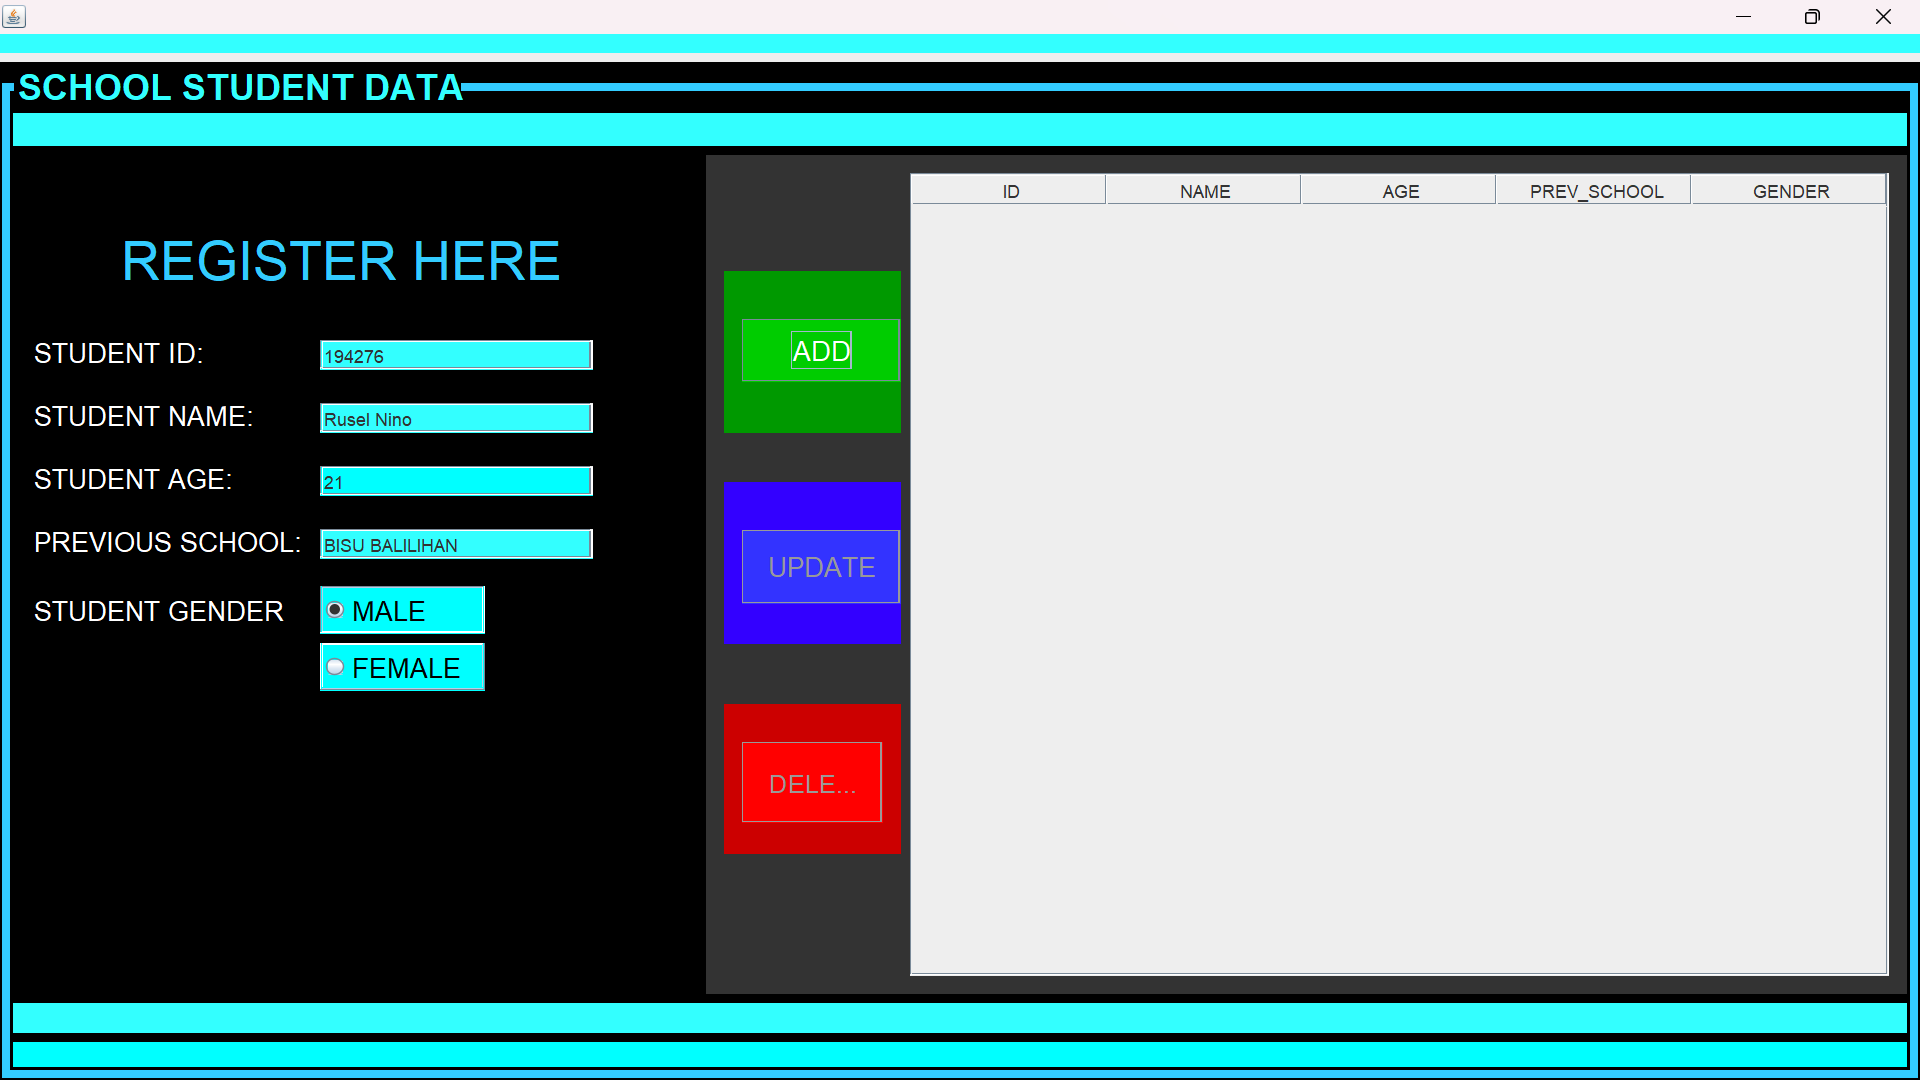 SCHOOL STUDENT DATA
REGISTER HERE
STUDENT ID: 194276
STUDENT NAME: Rusel Nino
STUDENT AGE: 21
PREVIOUS SCHOOL: BISU BALILIHAN
STUDENT GENDER MALE
FEMALE
ADD
UPDATE
DELE...
ID NAME AGE PREV_SCHOOL GENDER